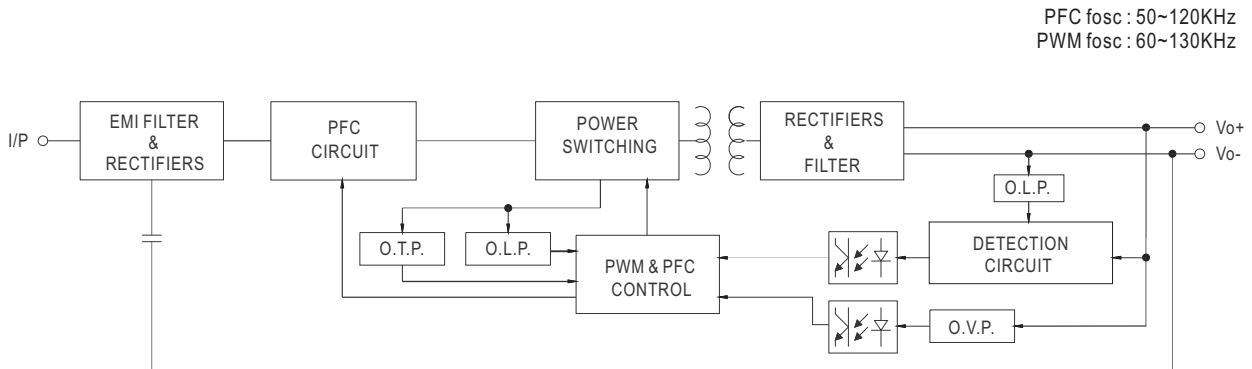 PFC fosc : 50~120KHz
PWM fosc : 60~130KHz
I/P
EMI FILTER
&
RECTIFIERS
PFC
CIRCUIT
POWER
SWITCHING
RECTIFIERS
&
FILTER
Vo+
Vo-
O.L.P.
O.T.P.
O.L.P.
PWM & PFC
CONTROL
DETECTION
CIRCUIT
O.V.P.